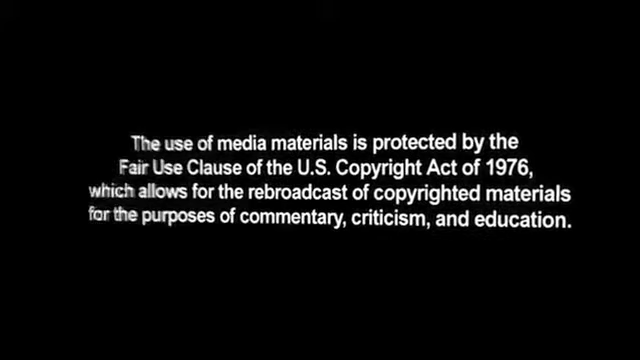 The use of media materials is protected by the
Fair Use Clause of the U.S. Copyright Act of 1976,
which allows for the rebroadcast of copyrighted materials
for the purposes of commentary, criticism, and education.